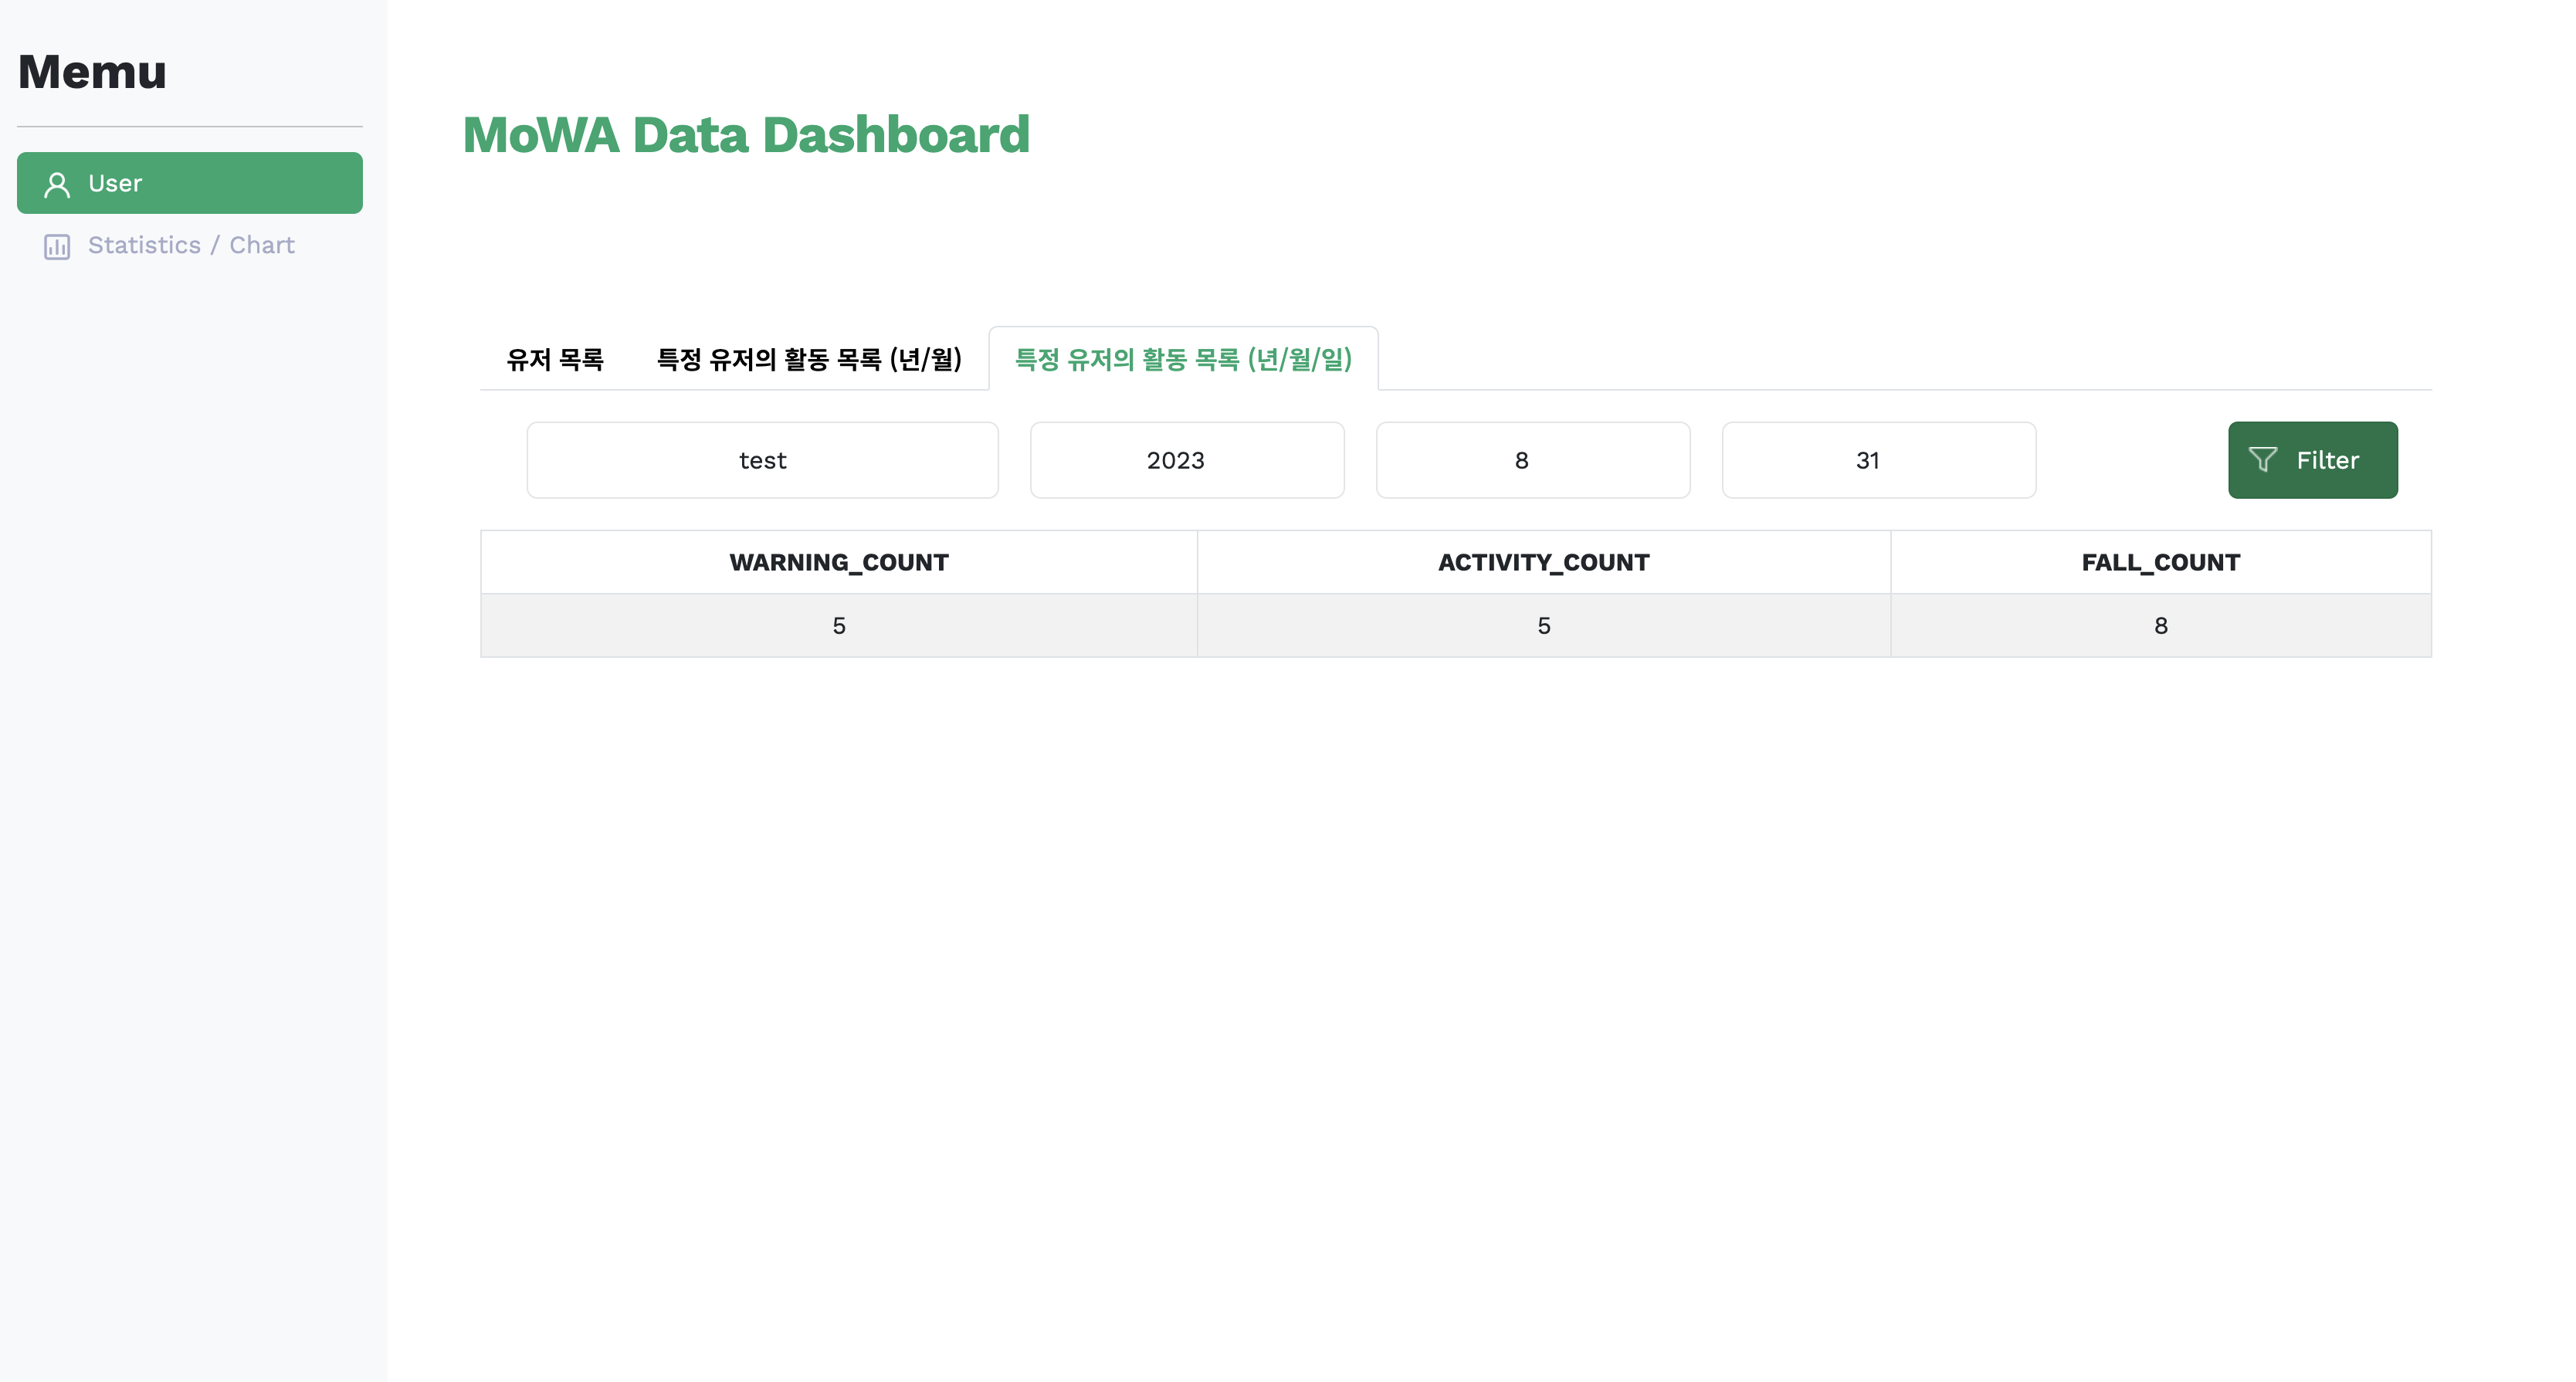 Memu
User
Statistics / Chart
MoWA Data Dashboard
유저 목록 특정 유저의 활동 목록 (년/월) 특정 유저의 활동 목록 (년/월/일)
test 2023 8 31 Filter
WARNING_COUNT ACTIVITY_COUNT FALL_COUNT
5 5 8